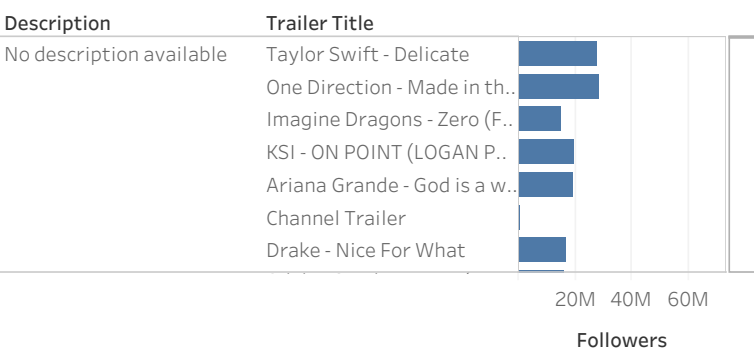 Description Trailer Title
No description available Taylor Swift - Delicate
One Direction - Made in th..
Imagine Dragons - Zero (F..
KSI - ON POINT (LOGAN P..
Ariana Grande - God is a w..
Channel Trailer
Drake - Nice For What
20M 40M 60M
Followers